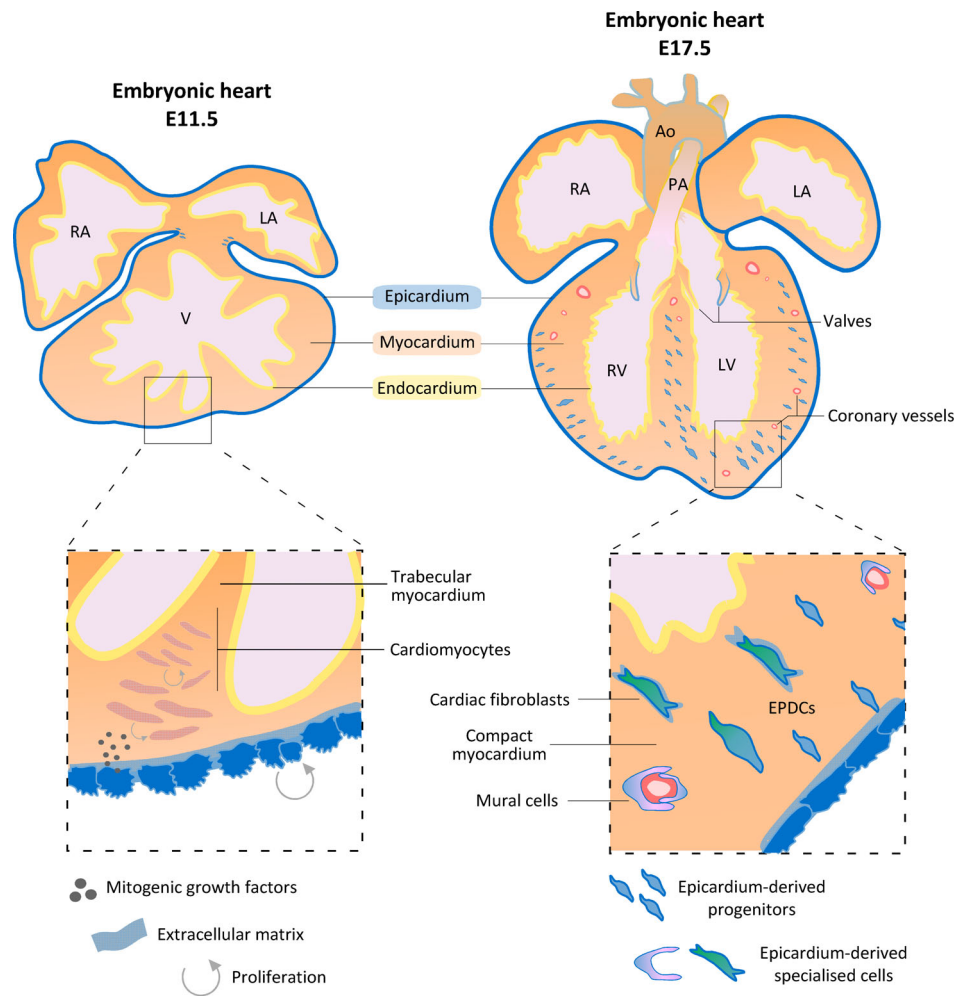 Embryonic heart
E11.5
Embryonic heart
E17.5
RA
LA
V
Ao
PA
RA
LA
RV
LV
Epicardium
Myocardium
Endocardium
Valves
Coronary vessels
Trabecular
myocardium
Cardiomyocytes
Cardiac fibroblasts
Compact
myocardium
Mural cells
EPDCs
Mitogenic growth factors
Extracellular matrix
Proliferation
Epicardium-derived
progenitors
Epicardium-derived
specialised cells